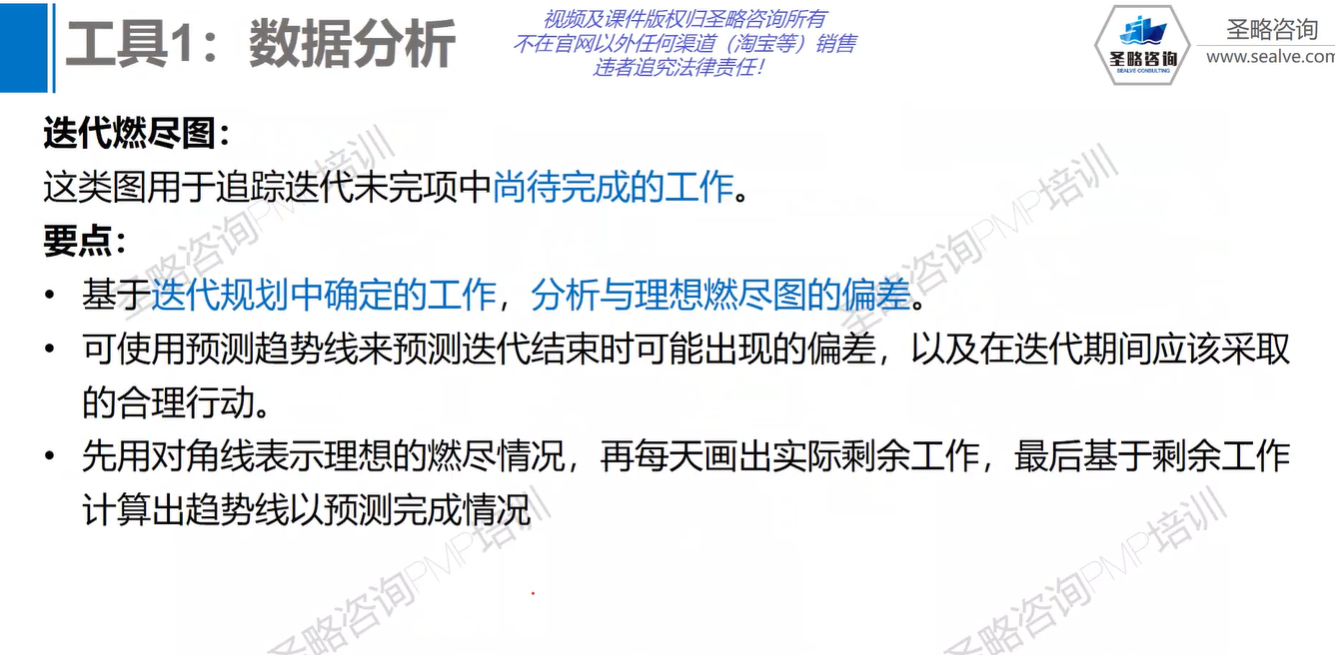 工具1：数据分析
视频及课件版权归圣略咨询所有
不在官网以外任何渠道（淘宝等）销售
违者追究法律责任！
圣略咨询
SEALVE CONSULTING
圣略咨询
www.sealve.com
迭代燃尽图：
这类图用于追踪迭代未完项中尚待完成的工作。
要点：
• 基于迭代规划中确定的工作，分析与理想燃尽图的偏差。
• 可使用预测趋势线来预测迭代结束时可能出现的偏差，以及在迭代期间应该采取
的合理行动。
• 先用对角线表示理想的燃尽情况，再每天画出实际剩余工作，最后基于剩余工作
计算出趋势线以预测完成情况
圣略咨询PMP培训
圣略咨询PMP培训
圣略咨询PMP培训
圣略咨询PMP培训